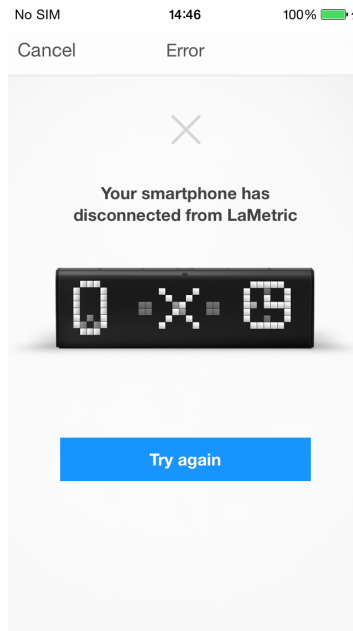 No SIM 14:46 100%
Cancel Error
Your smartphone has
disconnected from LaMetric
Try again